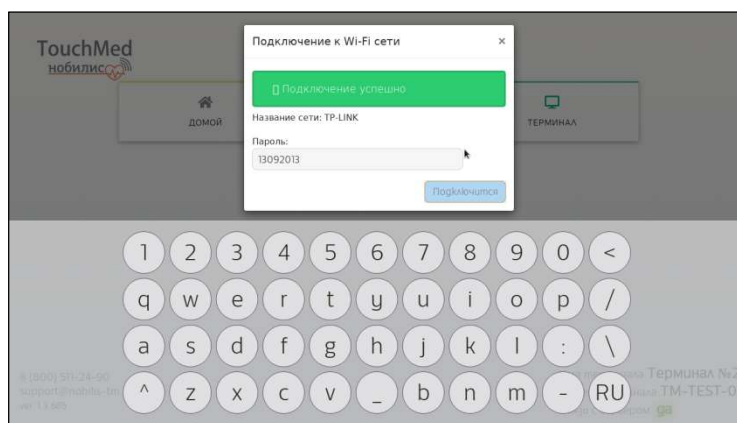 TouchMed
нобилис
Подключение к Wi-Fi сети ×
Подключение успешно
ДОМОЙ
ТЕРМИНАЛ
Название сети: TP-LINK
Пароль:
13092013
Подключится
1 2 3 4 5 6 7 8 9 0 <
q w e r t y u i o p /
a s d f g h j k l : \
^ z x c v _ b n m - RU
8 (800) 511-24-90
Терминал №2
TM-TEST-0